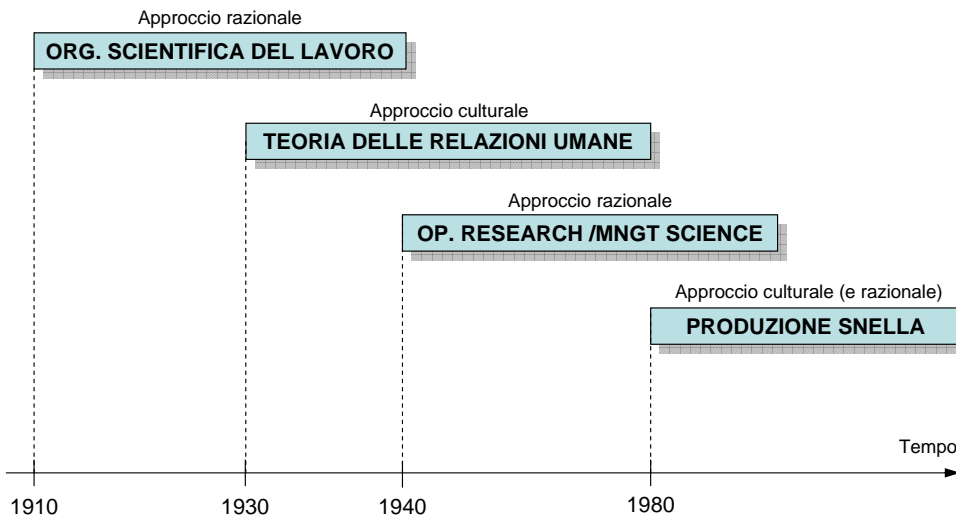 Approccio razionale
ORG. SCIENTIFICA DEL LAVORO
Approccio culturale
TEORIA DELLE RELAZIONI UMANE
Approccio razionale
OP. RESEARCH /MNGT SCIENCE
Approccio culturale (e razionale)
PRODUZIONE SNELLA
Tempo
1910 1930 1940 1980